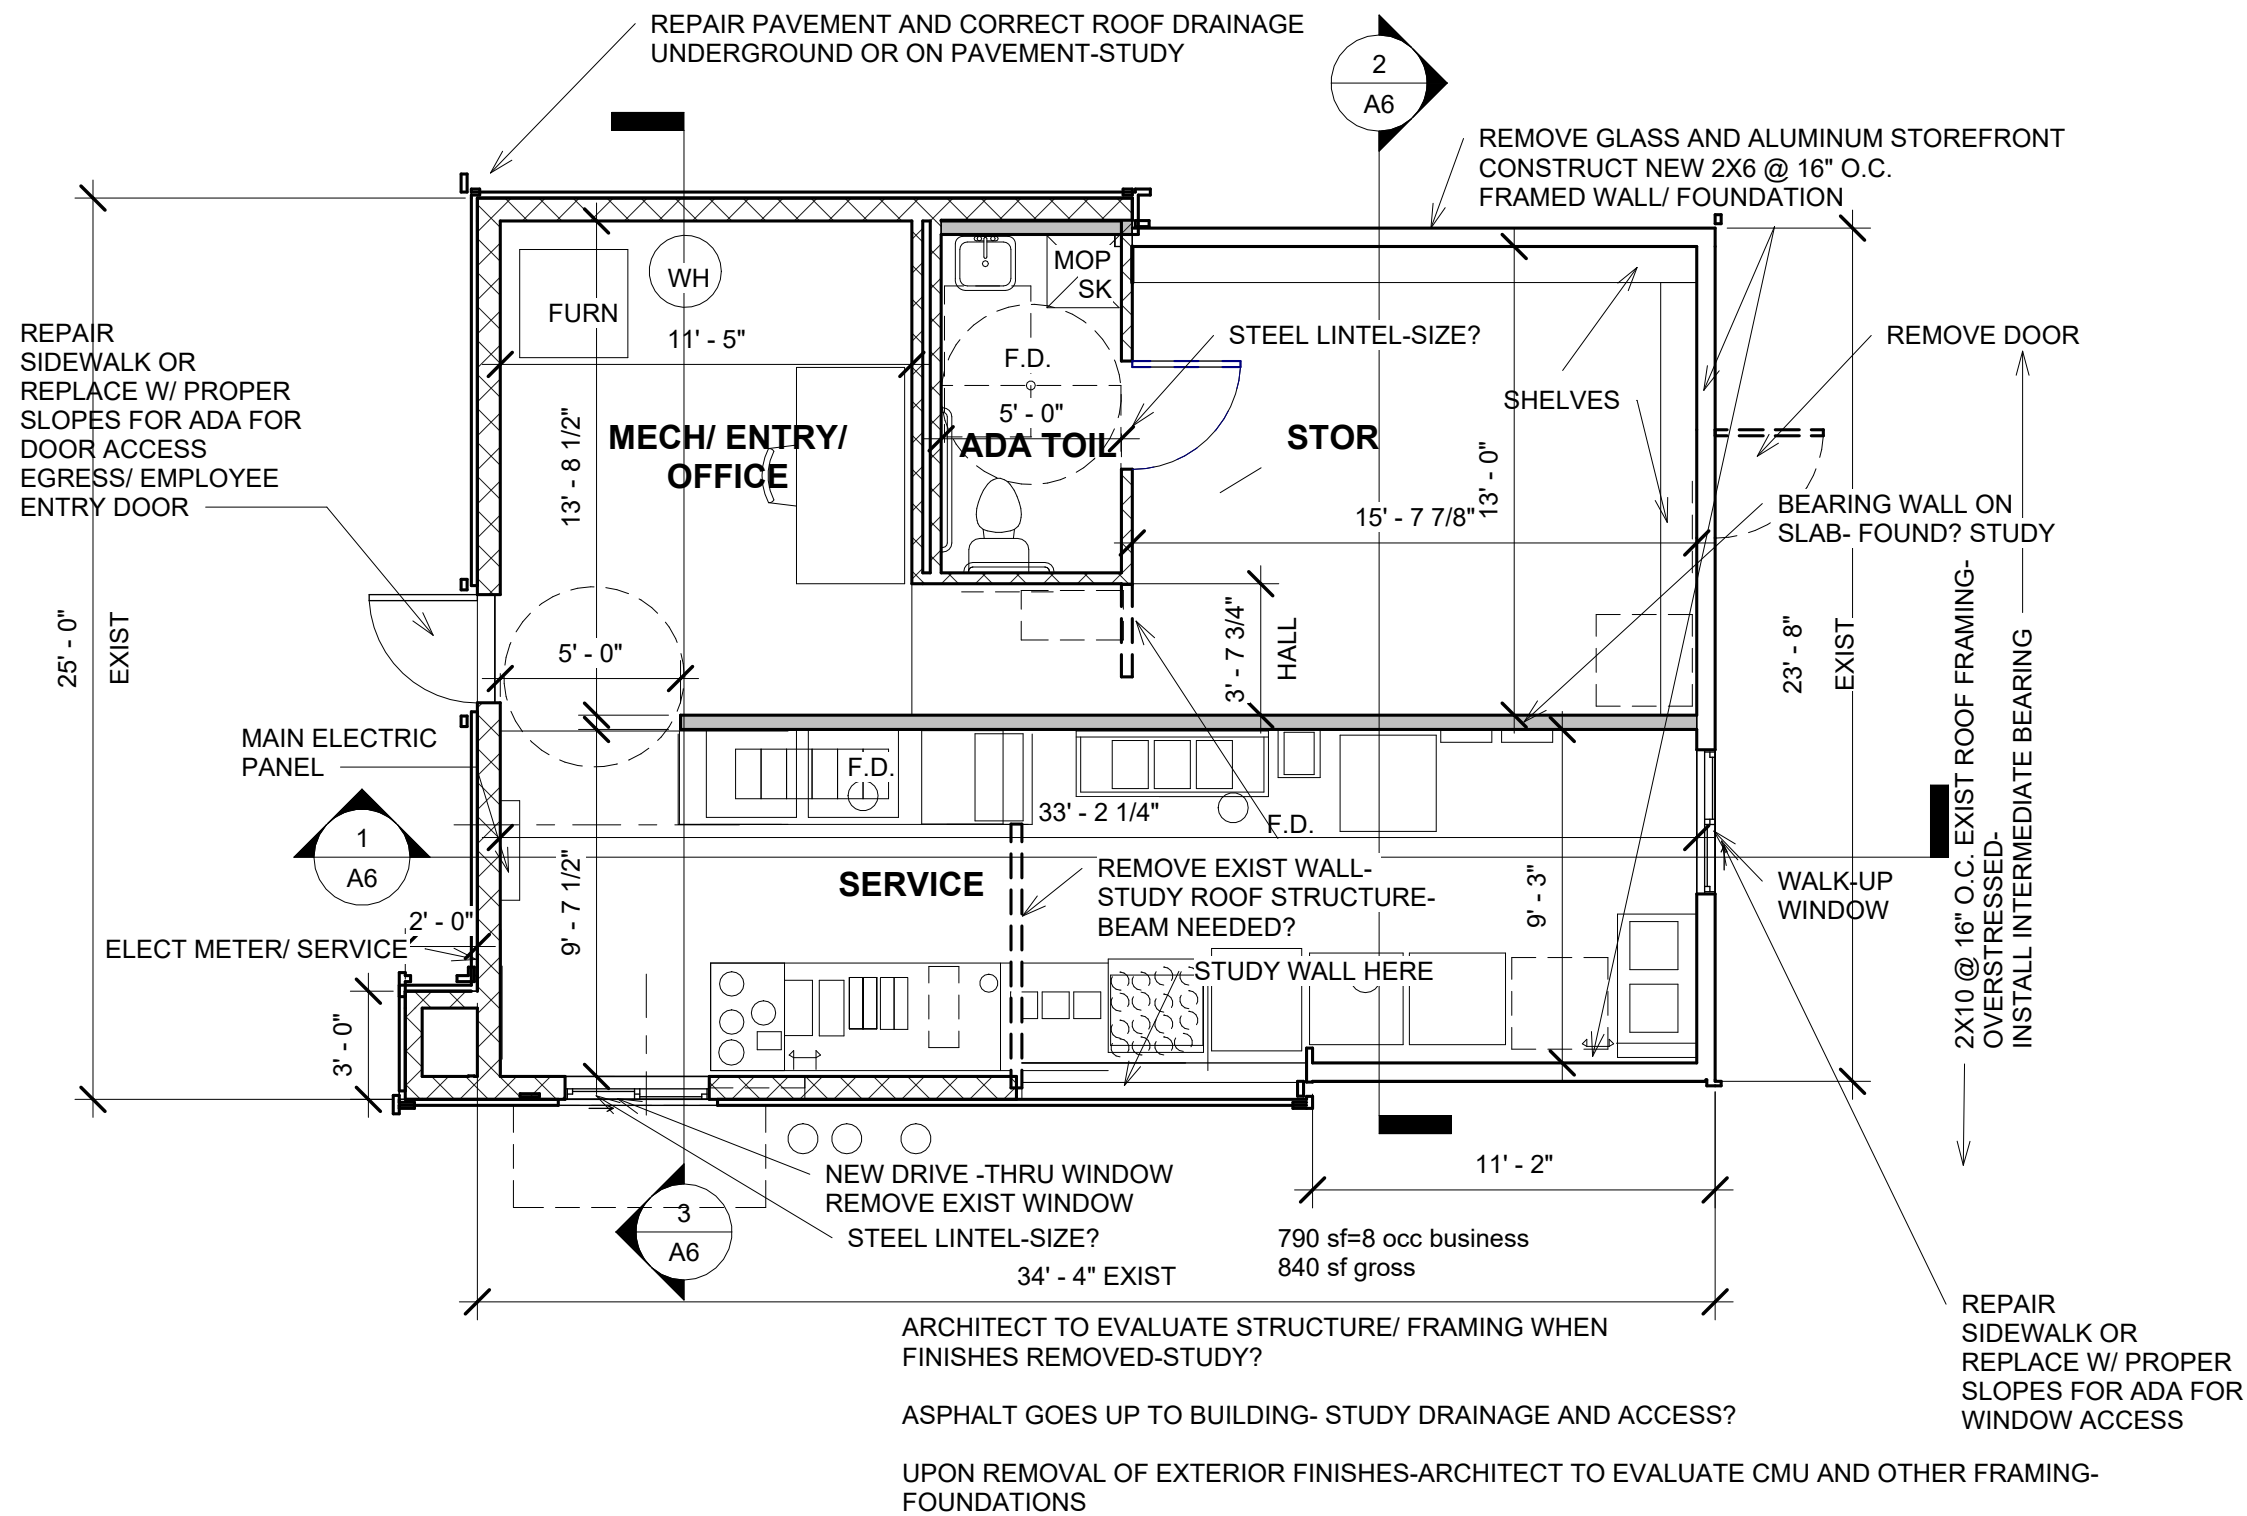 REPAIR PAVEMENT AND CORRECT ROOF DRAINAGE
UNDERGROUND OR ON PAVEMENT-STUDY
2
A6
REMOVE GLASS AND ALUMINUM STOREFRONT
CONSTRUCT NEW 2X6 @ 16" O.C.
FRAMED WALL/ FOUNDATION
REPAIR
SIDEWALK OR
REPLACE W/ PROPER
SLOPES FOR ADA FOR
DOOR ACCESS
EGRESS/ EMPLOYEE
ENTRY DOOR
FURN
WH
11' - 5"
MOP
SK
F.D.
5' - 0"
ADA TOIL
MECH/ ENTRY/
OFFICE
13' - 8 1/2"
STEEL LINTEL-SIZE?
STOR
SHELVES
13' - 0"
15' - 7 7/8"
REMOVE DOOR
BEARING WALL ON
SLAB- FOUND? STUDY
25' - 0"
EXIST
5' - 0"
3' - 7 3/4"
HALL
23' - 8"
EXIST
2X10 @ 16" O.C. EXIST ROOF FRAMING-
OVERSTRESSED-
INSTALL INTERMEDIATE BEARING
MAIN ELECTRIC
PANEL
F.D.
33' - 2 1/4"
F.D.
1
A6
SERVICE
9' - 7 1/2"
REMOVE EXIST WALL-
STUDY ROOF STRUCTURE-
BEAM NEEDED?
9' - 3"
WALK-UP
WINDOW
2' - 0"
ELECT METER/ SERVICE
STUDY WALL HERE
3' - 0"
NEW DRIVE -THRU WINDOW
REMOVE EXIST WINDOW
STEEL LINTEL-SIZE?
3
A6
11' - 2"
790 sf=8 occ business
840 sf gross
34' - 4" EXIST
REPAIR
SIDEWALK OR
REPLACE W/ PROPER
SLOPES FOR ADA FOR
WINDOW ACCESS
ARCHITECT TO EVALUATE STRUCTURE/ FRAMING WHEN
FINISHES REMOVED-STUDY?
ASPHALT GOES UP TO BUILDING- STUDY DRAINAGE AND ACCESS?
UPON REMOVAL OF EXTERIOR FINISHES-ARCHITECT TO EVALUATE CMU AND OTHER FRAMING-
FOUNDATIONS